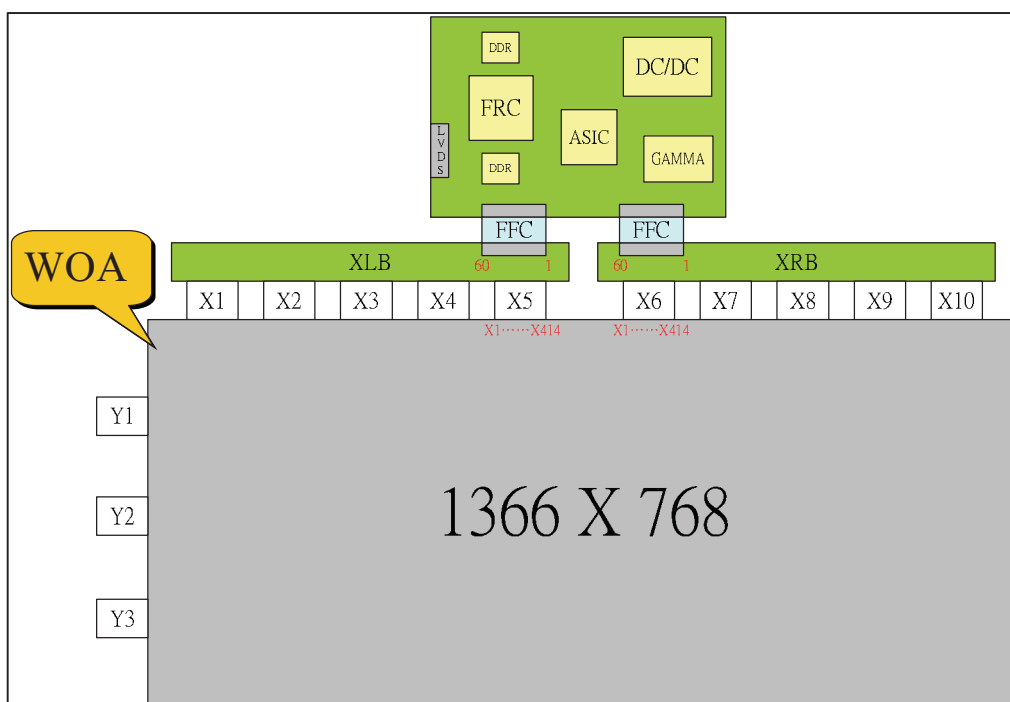 DDR
DC/DC
FRC
LVDS
ASIC
GAMMA
DDR
FFC
FFC
WOA
XLB
60
1
60
1
XRB
X1
X2
X3
X4
X5
X6
X7
X8
X9
X10
X1······X414
X1······X414
Y1
Y2
Y3
1366 X 768